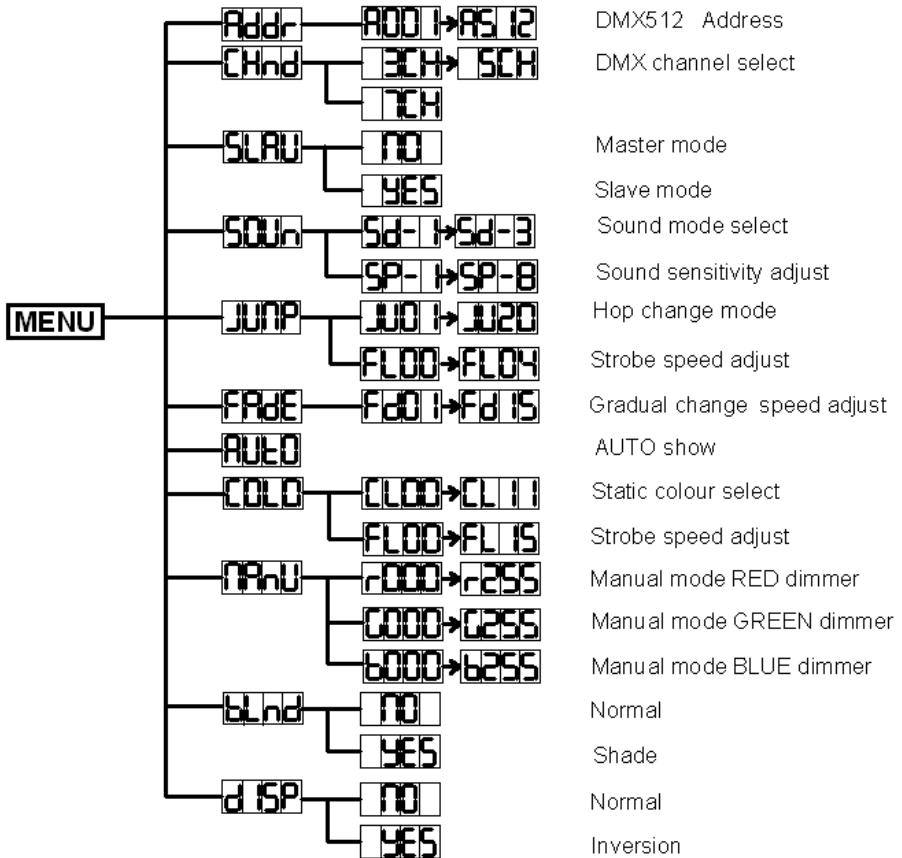 Addr A001 A512 DMX512 Address
CHnd 3CH 5CH DMX channel select
7CH
SLAV NO Master mode
YES Slave mode
SOUn Sd-1 Sd-3 Sound mode select
SP-1 SP-8 Sound sensitivity adjust
MENU JUMP JU01 JU20 Hop change mode
FL00 FL04 Strobe speed adjust
FAdE Fd01 Fd15 Gradual change speed adjust
AUtO AUTO show
COLO CL00 CL11 Static colour select
FL00 FL15 Strobe speed adjust
MAnU r000 r255 Manual mode RED dimmer
G000 G255 Manual mode GREEN dimmer
b000 b255 Manual mode BLUE dimmer
bLnd NO Normal
YES Shade
dISP NO Normal
YES Inversion